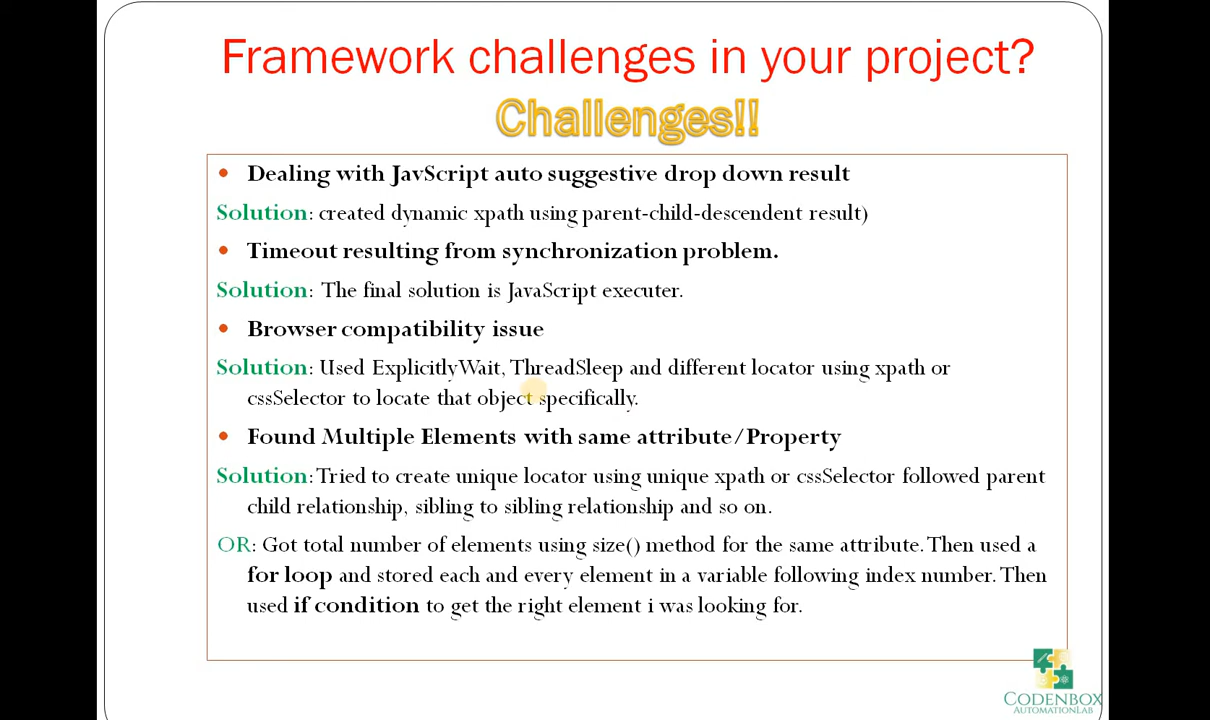 Framework challenges in your project?
Challenges!!
• Dealing with JavScript auto suggestive drop down result
Solution: created dynamic xpath using parent-child-descendent result)
• Timeout resulting from synchronization problem.
Solution: The final solution is JavaScript executer.
• Browser compatibility issue
Solution: Used ExplicitlyWait, ThreadSleep and different locator using xpath or
cssSelector to locate that object specifically.
• Found Multiple Elements with same attribute/Property
Solution: Tried to create unique locator using unique xpath or cssSelector followed parent
child relationship, sibling to sibling relationship and so on.
OR: Got total number of elements using size() method for the same attribute. Then used a
for loop and stored each and every element in a variable following index number. Then
used if condition to get the right element i was looking for.
CODENBOX
AUTOMATIONLAB